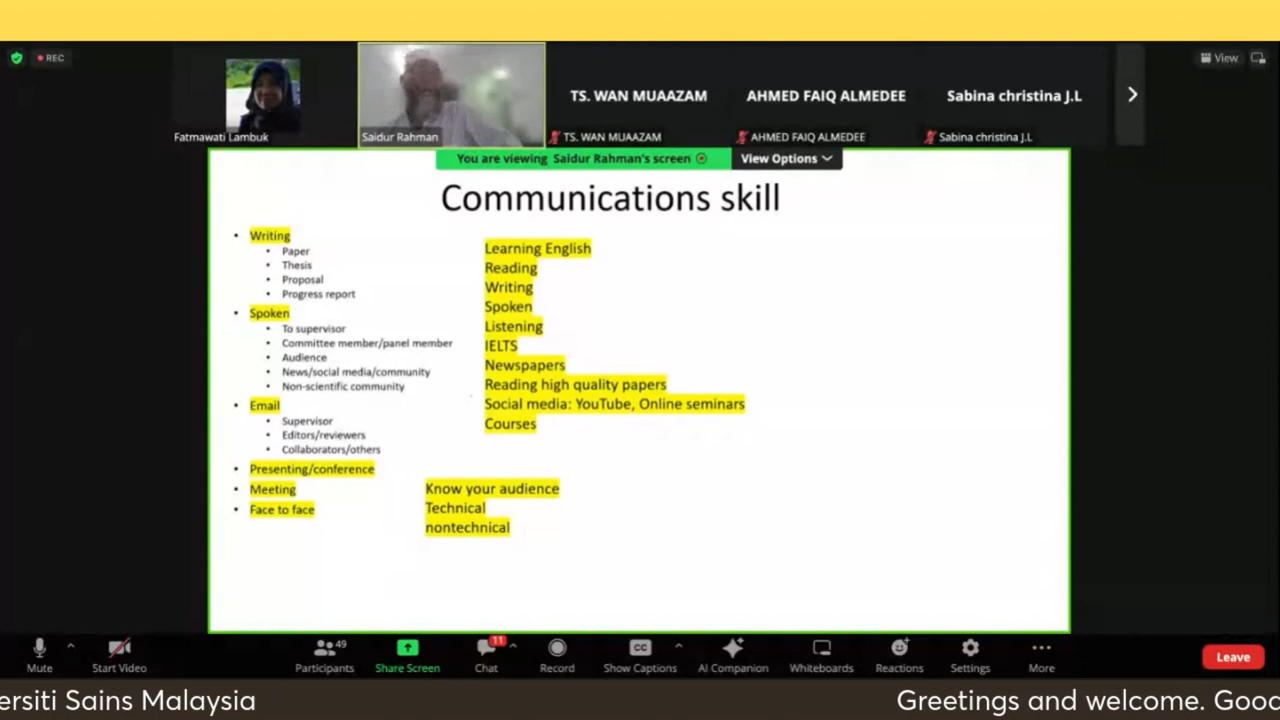 REC
View
TS. WAN MUAAZAM
AHMED FAIQ ALMEDEE
Sabina christina J.L
Fatmawati Lambuk
Saidur Rahman
TS. WAN MUAAZAM
AHMED FAIQ ALMEDEE
Sabina christina J.L
You are viewing Saidur Rahman's screen
View Options
Communications skill
• Writing
• Paper
• Thesis
• Proposal
• Progress report
• Spoken
• To supervisor
• Committee member/panel member
• Audience
• News/social media/community
• Non-scientific community
• Email
• Supervisor
• Editors/reviewers
• Collaborators/others
• Presenting/conference
• Meeting
• Face to face
Learning English
Reading
Writing
Spoken
Listening
IELTS
Newspapers
Reading high quality papers
Social media: YouTube, Online seminars
Courses
Know your audience
Technical
nontechnical
Mute
Start Video
49
Participants
Share Screen
11
Chat
Record
CC
Show Captions
AI Companion
Whiteboards
Reactions
Settings
More
Leave
ersiti Sains Malaysia
Greetings and welcome. Good